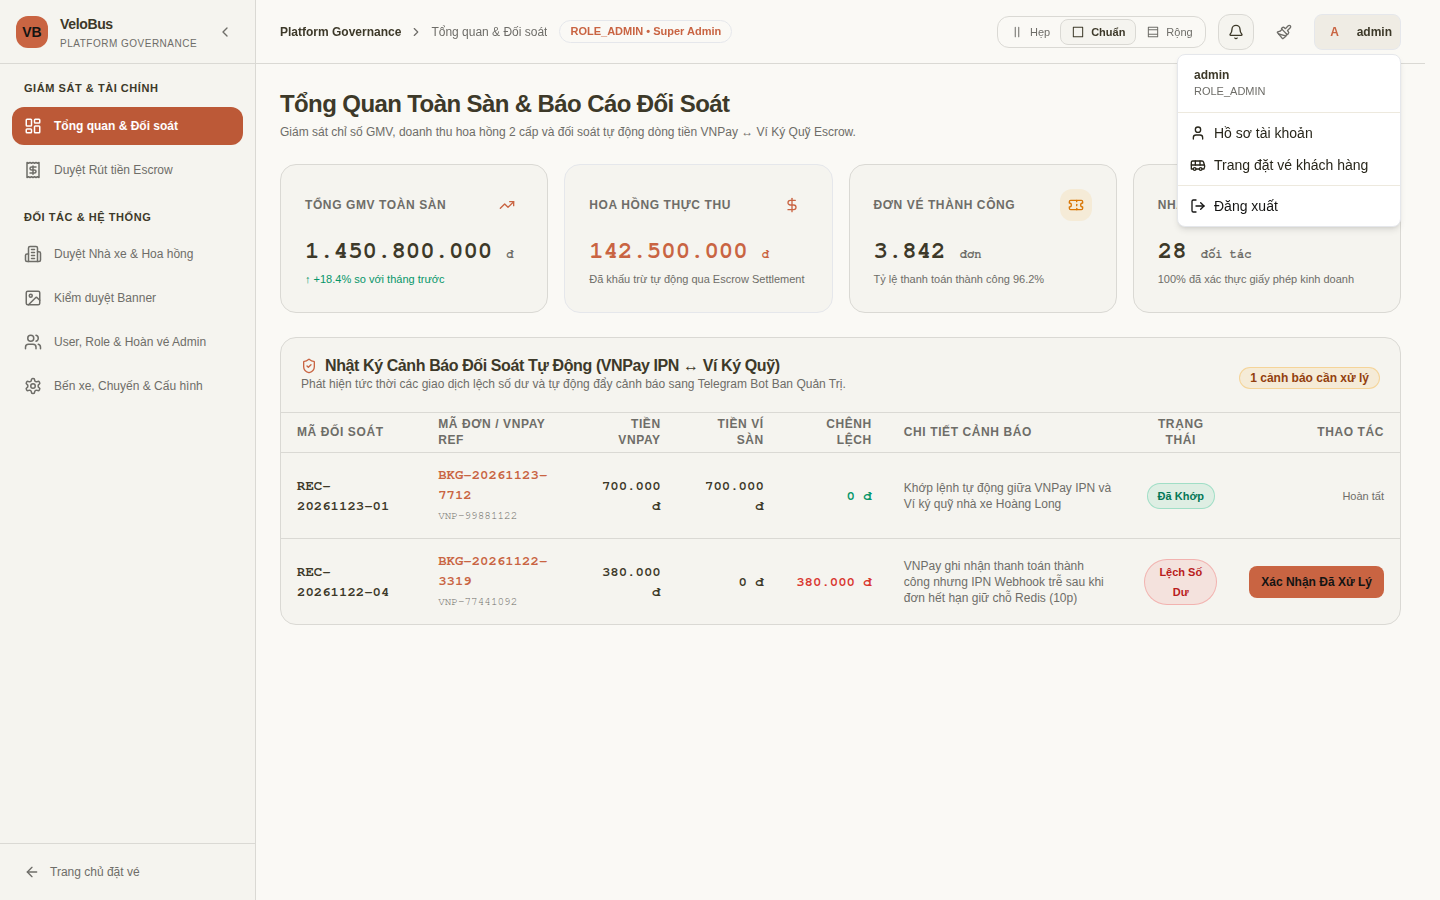 VB
VeloBus
PLATFORM GOVERNANCE
GIÁM SÁT & TÀI CHÍNH
Tổng quan & Đối soát
Duyệt Rút tiền Escrow
ĐỐI TÁC & HỆ THỐNG
Duyệt Nhà xe & Hoa hồng
Kiểm duyệt Banner
User, Role & Hoàn vé Admin
Bến xe, Chuyến & Cấu hình
Trang chủ đặt vé
Platform Governance
Tổng quan & Đối soát
ROLE_ADMIN • Super Admin
Hẹp
Chuẩn
Rộng
A
admin
admin
ROLE_ADMIN
Hồ sơ tài khoản
Trang đặt vé khách hàng
Đăng xuất
Tổng Quan Toàn Sàn & Báo Cáo Đối Soát
Giám sát chỉ số GMV, doanh thu hoa hồng 2 cấp và đối soát tự động dòng tiền VNPay ↔ Ví Ký Quỹ Escrow.
TỔNG GMV TOÀN SÀN
1.450.800.000 đ
↑ +18.4% so với tháng trước
HOA HỒNG THỰC THU
142.500.000 đ
Đã khấu trừ tự động qua Escrow Settlement
ĐƠN VÉ THÀNH CÔNG
3.842 đơn
Tỷ lệ thanh toán thành công 96.2%
28 đối tác
100% đã xác thực giấy phép kinh doanh
Nhật Ký Cảnh Báo Đối Soát Tự Động (VNPay IPN ↔ Ví Ký Quỹ)
Phát hiện tức thời các giao dịch lệch số dư và tự động đẩy cảnh báo sang Telegram Bot Ban Quản Trị.
1 cảnh báo cần xử lý
MÃ ĐỐI SOÁT
MÃ ĐƠN / VNPAY
REF
TIỀN
VNPAY
TIỀN VÍ
SÀN
CHÊNH
LỆCH
CHI TIẾT CẢNH BÁO
TRẠNG
THÁI
THAO TÁC
REC-
20261123-01
BKG-20261123-
7712
VNP-99881122
700.000
đ
700.000
đ
0 đ
Khớp lệnh tự động giữa VNPay IPN và
Ví ký quỹ nhà xe Hoàng Long
Đã Khớp
Hoàn tất
REC-
20261122-04
BKG-20261122-
3319
VNP-77441092
380.000
đ
0 đ
380.000 đ
VNPay ghi nhận thanh toán thành
công nhưng IPN Webhook trễ sau khi
đơn hết hạn giữ chỗ Redis (10p)
Lệch Số
Dư
Xác Nhận Đã Xử Lý